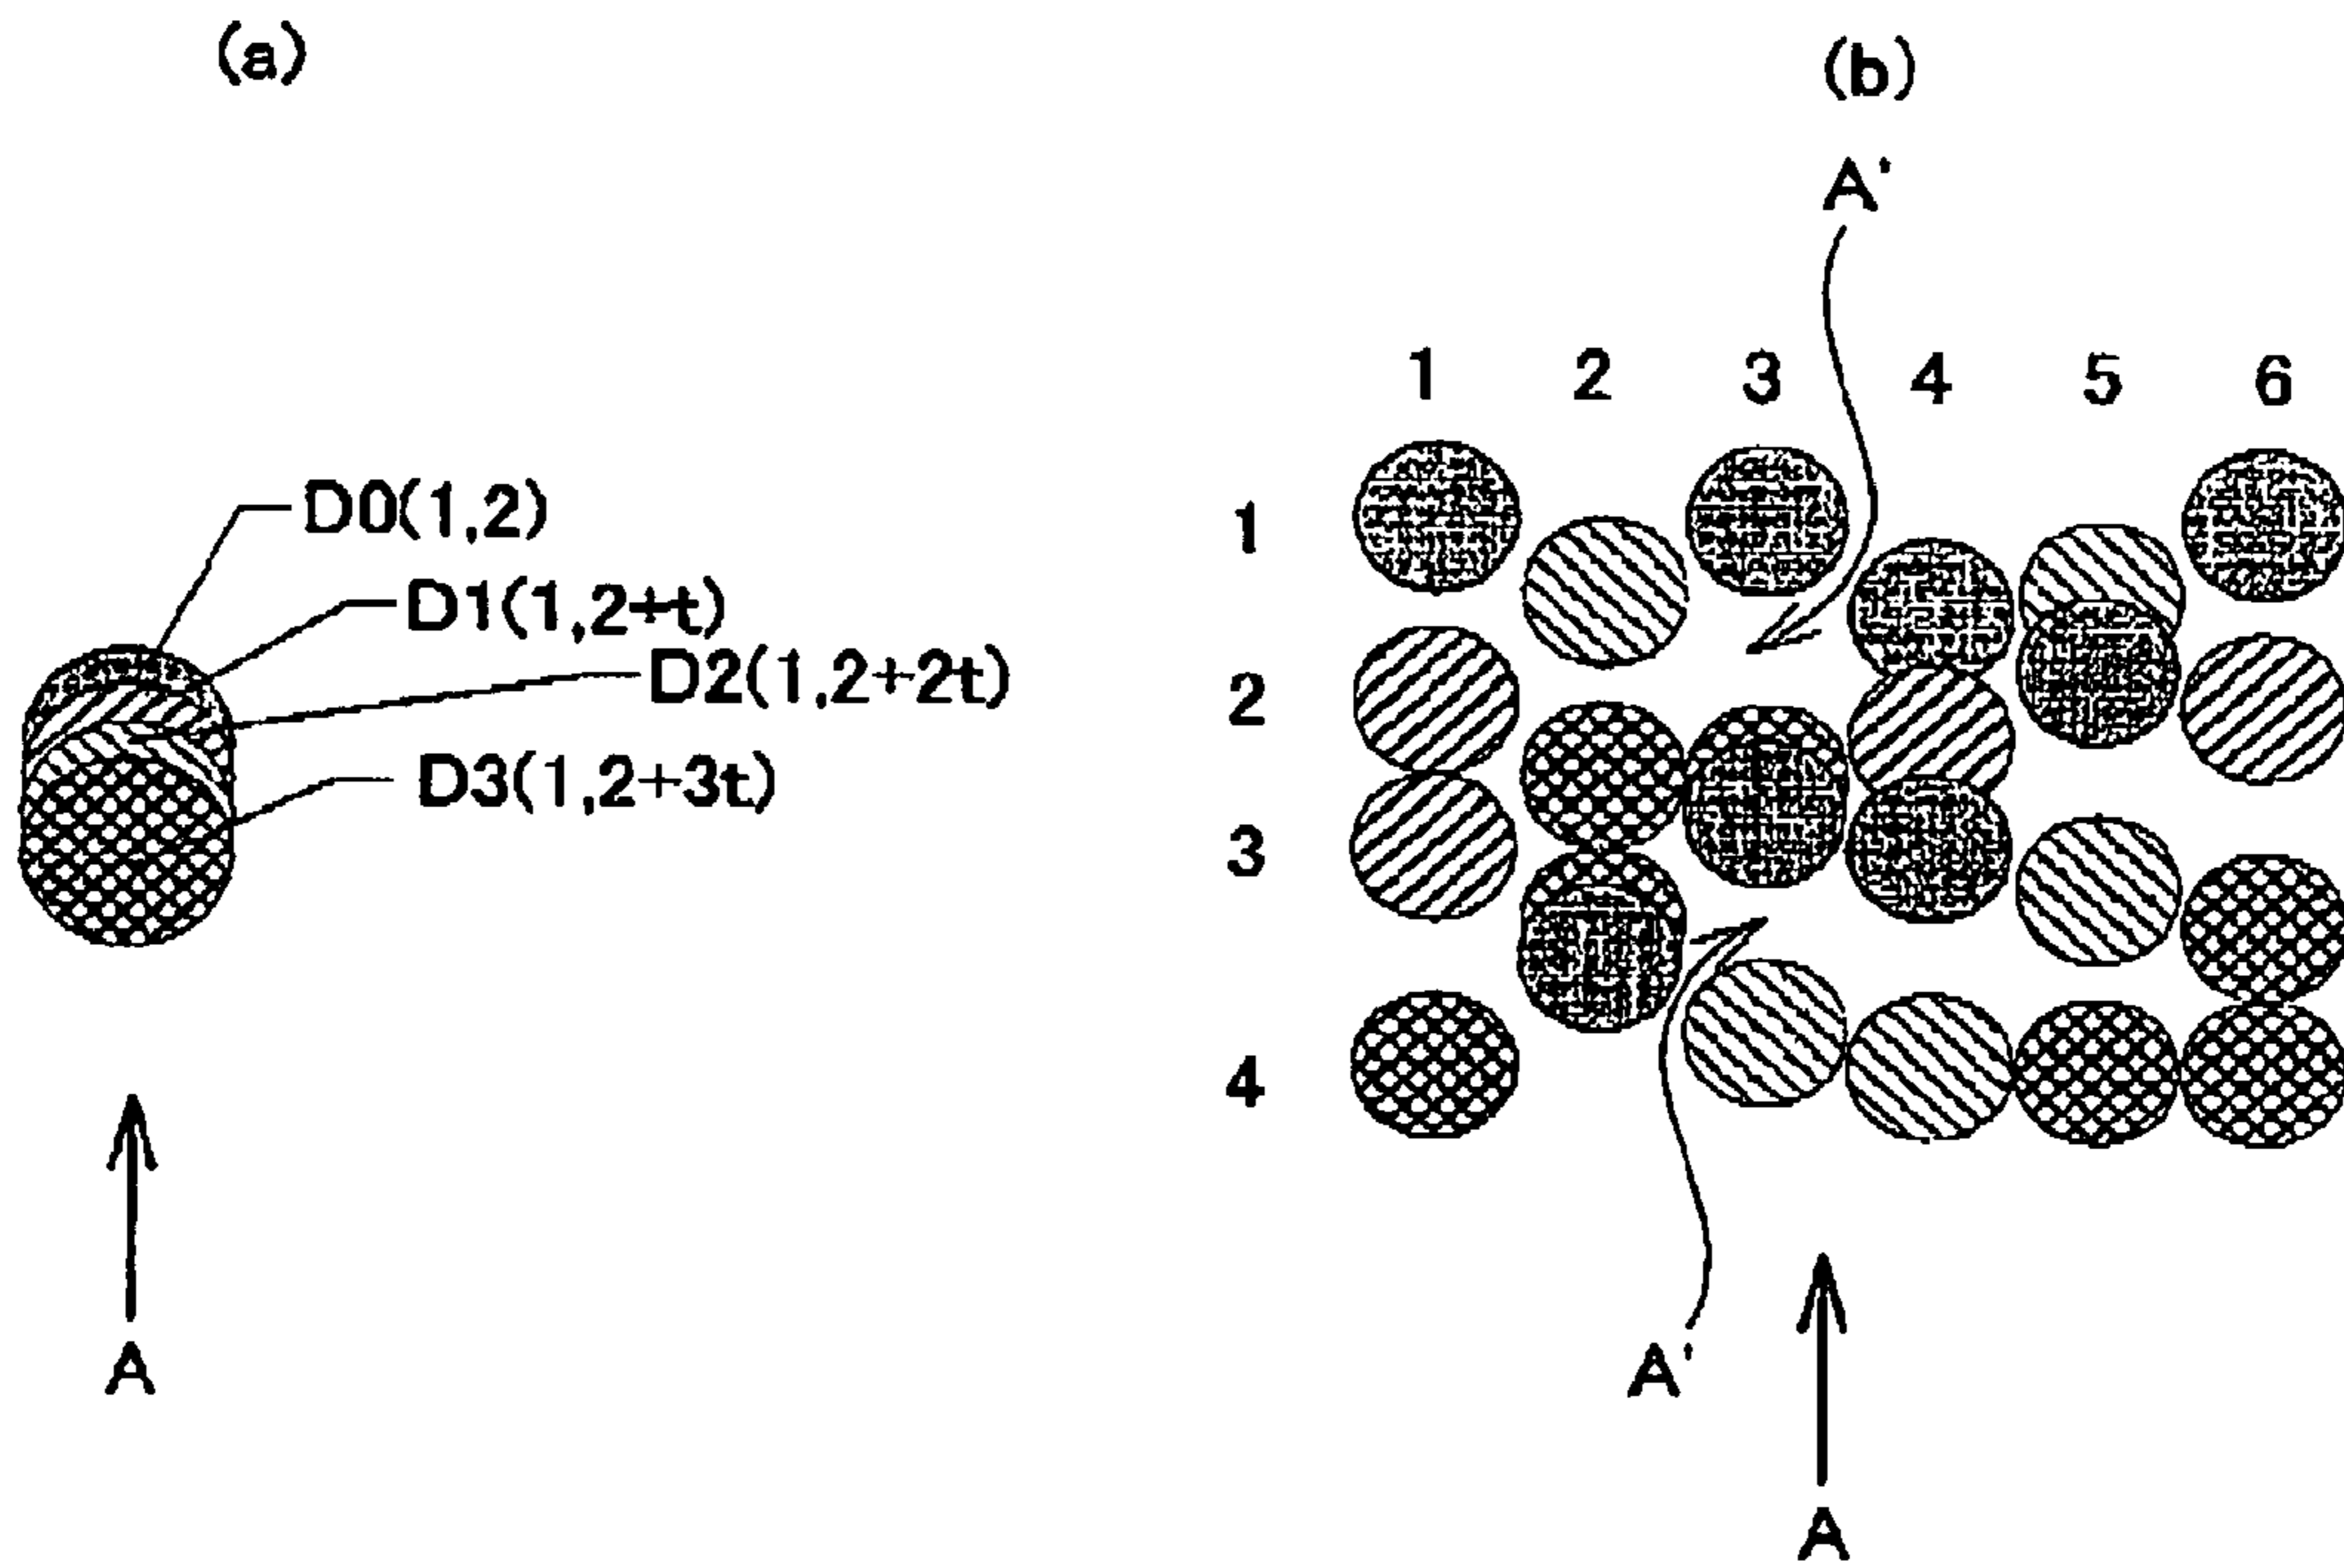 (a)
D0(1,2)
D1(1,2+t)
D2(1,2+2t)
D3(1,2+3t)
A
(b)
A'
1 2 3 4 5 6
1
2
3
4
A'
A